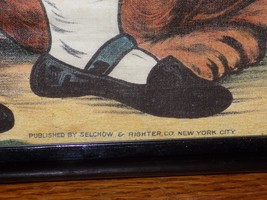 PUBLISHED BY SELCHOW & RIGHTER, CO. NEW YORK CITY